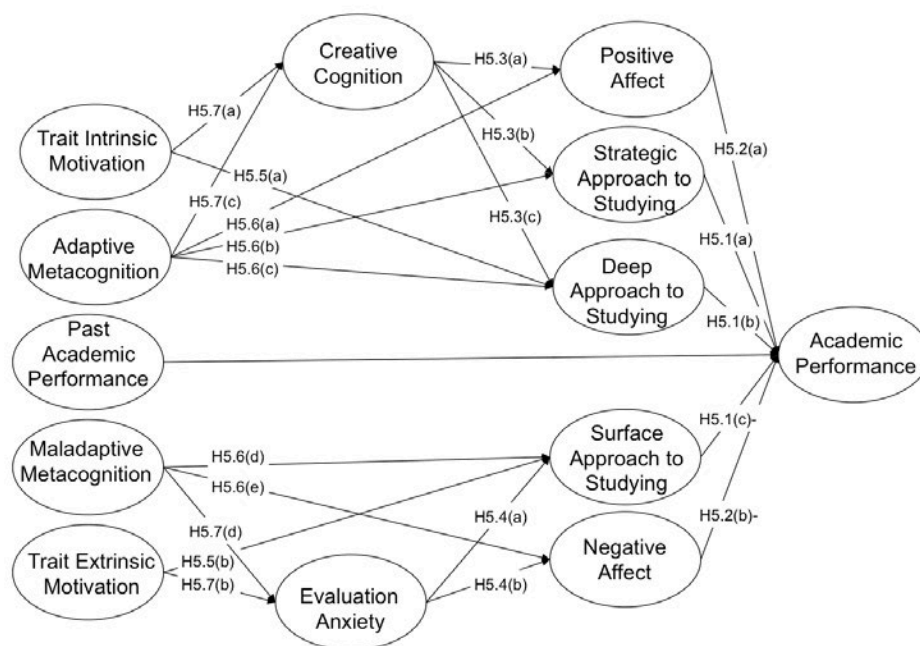 Creative
Cognition
H5.3(a)
Positive
Affect
H5.7(a)
H5.3(b)
H5.2(a)
Trait Intrinsic
Motivation
H5.5(a)
Strategic
Approach to
Studying
H5.7(c)
H5.6(a)
H5.3(c)
H5.1(a)
Adaptive
Metacognition
H5.6(b)
H5.6(c)
Deep
Approach to
Studying
H5.1(b)
Past
Academic
Performance
Academic
Performance
Maladaptive
Metacognition
H5.6(d)
H5.6(e)
Surface
Approach to
Studying
H5.1(c)-
H5.7(d)
H5.4(a)
H5.2(b)-
Trait Extrinsic
Motivation
H5.5(b)
H5.7(b)
Evaluation
Anxiety
H5.4(b)
Negative
Affect